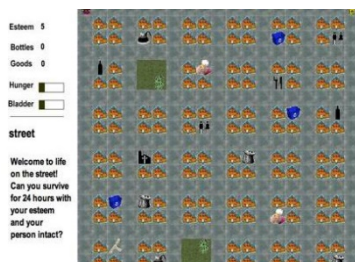 Esteem 5
Bottles 0
Goods 0
Hunger
Bladder
street
Welcome to life
on the street!
Can you survive
for 24 hours with
your esteem
and your
person intact?